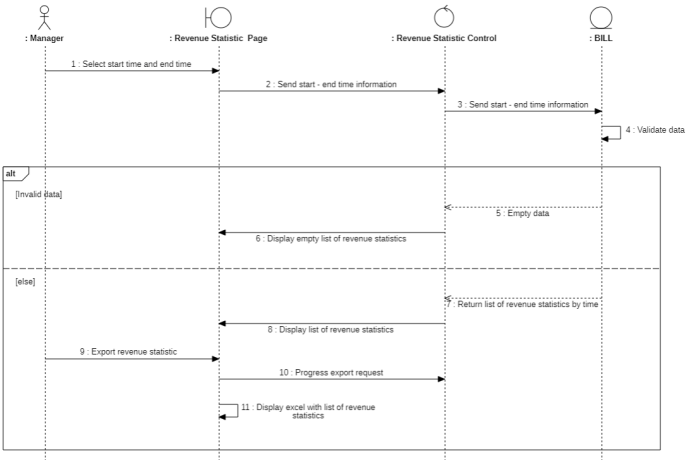 : Manager
: Revenue Statistic Page
: Revenue Statistic Control
: BILL
1 : Select start time and end time
2 : Send start - end time information
3 : Send start - end time information
4 : Validate data
alt
[Invalid data]
5 : Empty data
6 : Display empty list of revenue statistics
[else]
7 : Return list of revenue statistics by time
8 : Display list of revenue statistics
9 : Export revenue statistic
10 : Progress export request
11 : Display excel with list of revenue
statistics